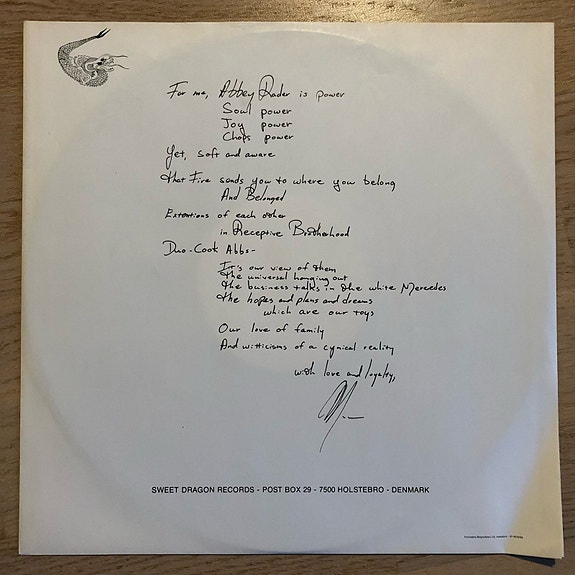 For me, Abbey Rader is power
Soul power
Joy power
Chops power
Yet, soft and aware
that Fire sends you to where you belong
And Belonged
Extentions of each other
in Receptive Brotherhood
Duo-Cook Abbs-
It's our view of them
the universal hanging out
the business talks in the white Mercedes
the hopes and plans and dreams
which are our toys
Our love of family
And witticisms of a cynical reality
with love and loyalty,
SWEET DRAGON RECORDS - POST BOX 29 - 7500 HOLSTEBRO - DENMARK